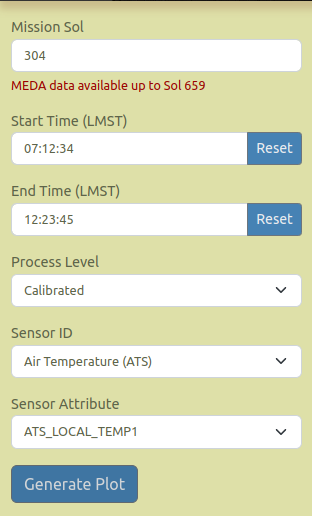 Mission Sol
304
MEDA data available up to Sol 659
Start Time (LMST)
07:12:34 Reset
End Time (LMST)
12:23:45 Reset
Process Level
Calibrated
Sensor ID
Air Temperature (ATS)
Sensor Attribute
ATS_LOCAL_TEMP1
Generate Plot